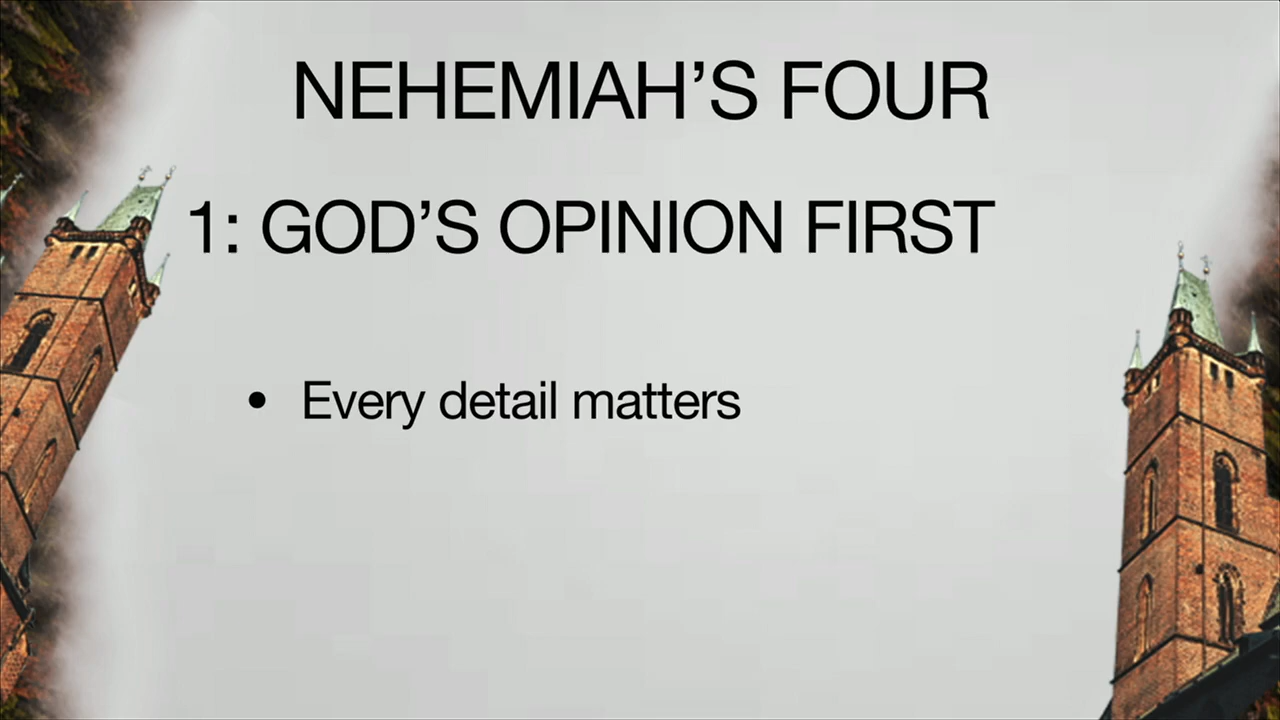 NEHEMIAH’S FOUR
1: GOD’S OPINION FIRST
• Every detail matters